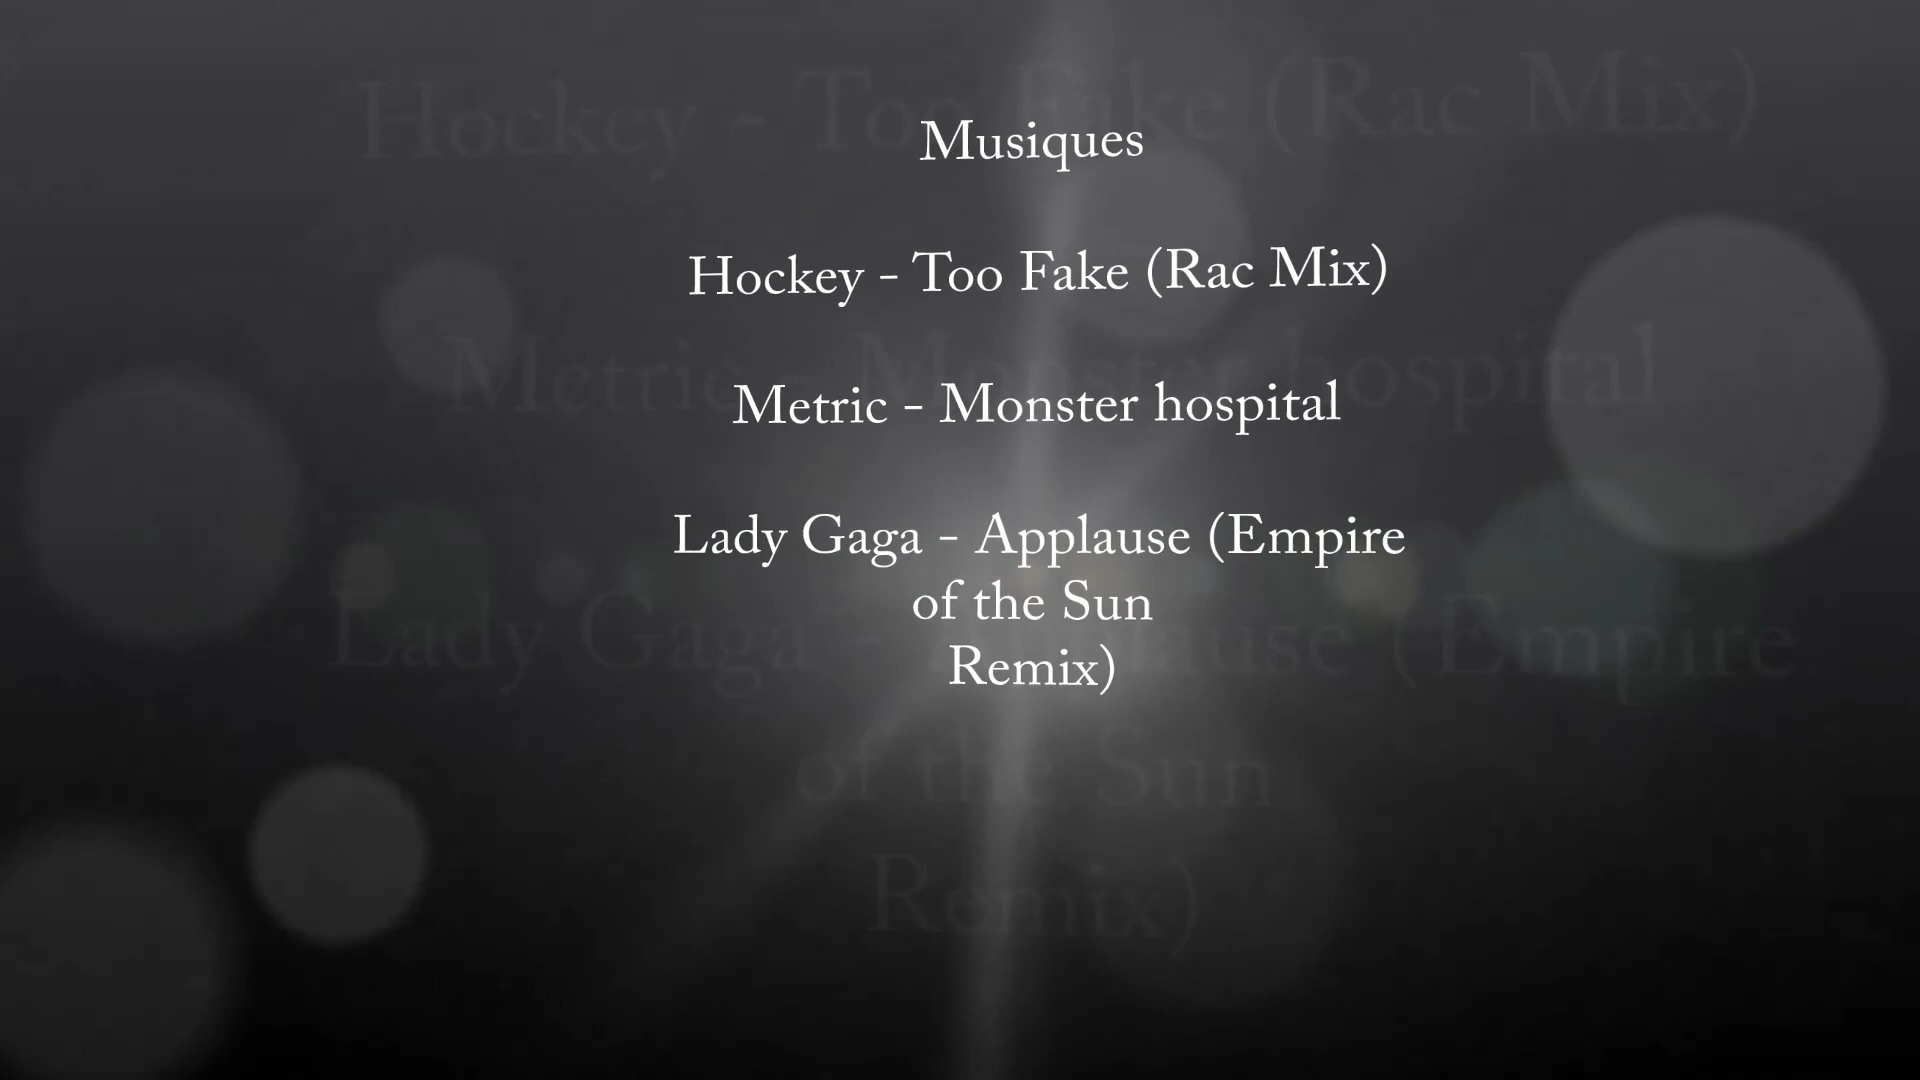 Musiques
Hockey - Too Fake (Rac Mix)
Metric - Monster hospital
Lady Gaga - Applause (Empire
of the Sun
Remix)